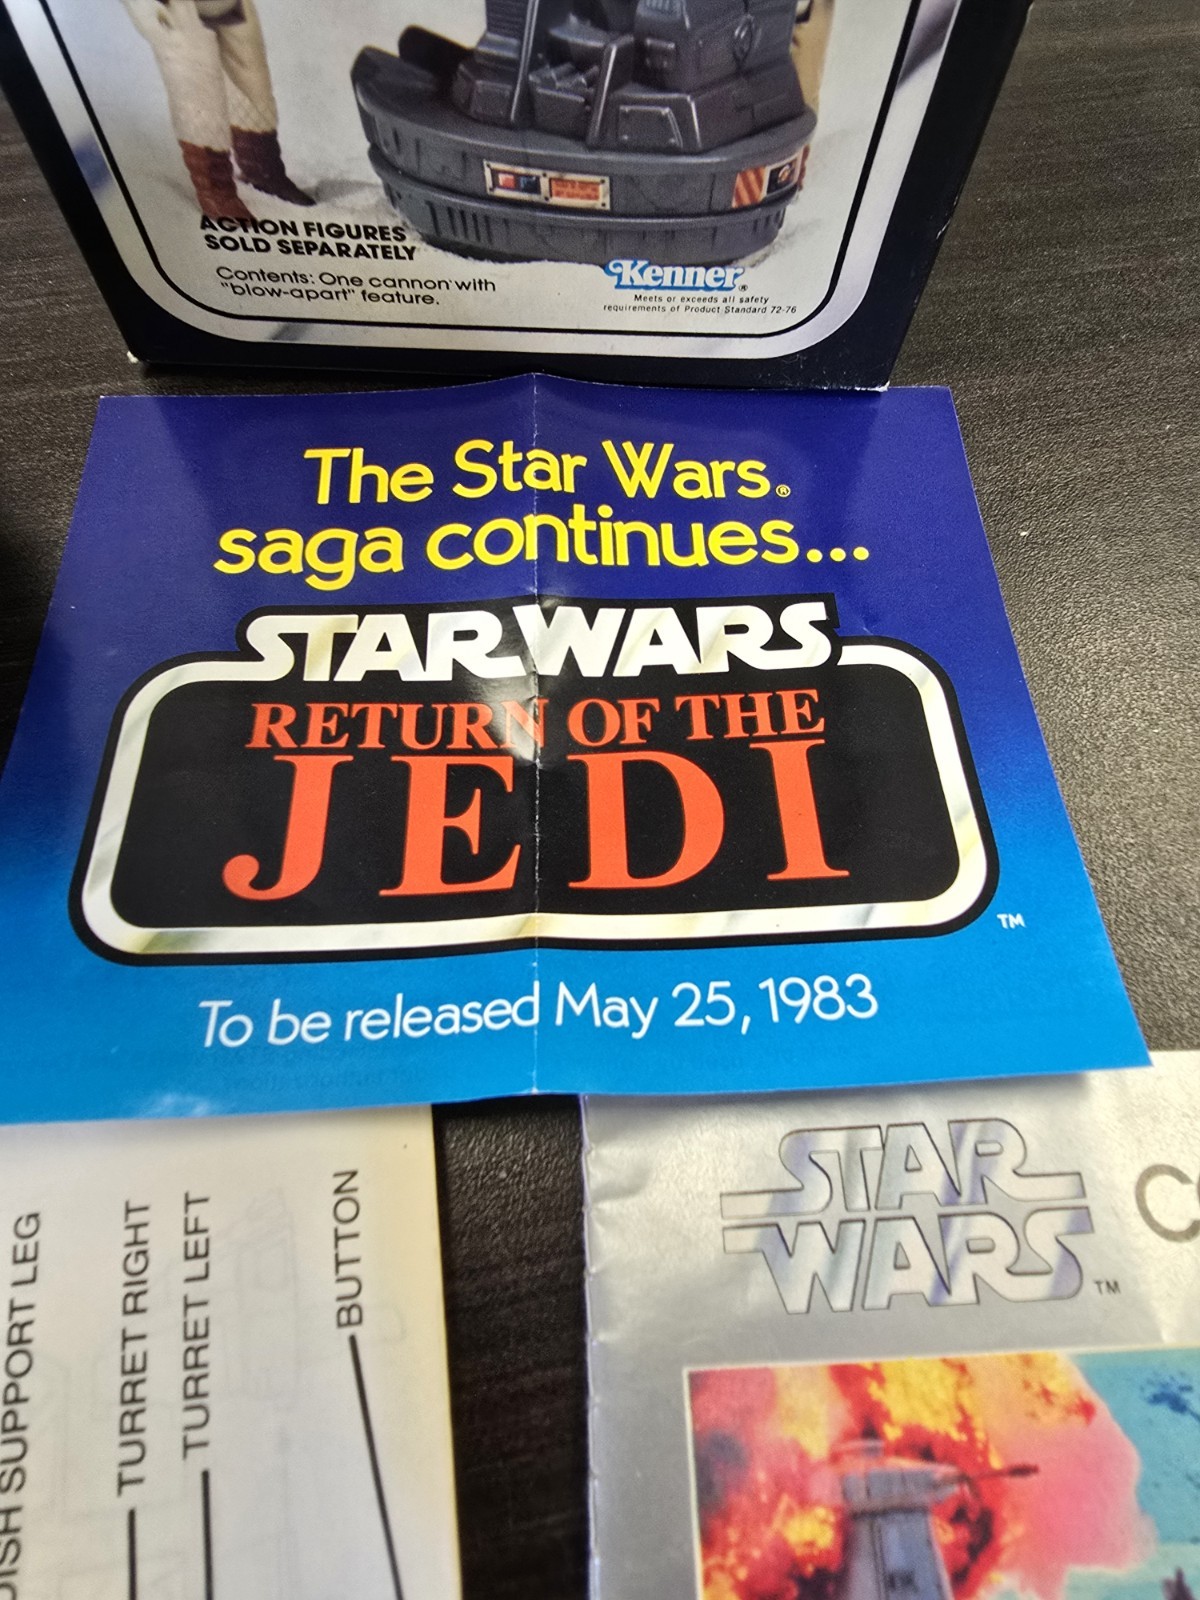 ACTION FIGURES
SOLD SEPARATELY
Contents: One cannon with
"blow-apart" feature.
Kenner®
Meets or exceeds all safety
requirements of Product Standard 72-76
The Star Wars®
saga continues...
STAR WARS
RETURN OF THE
JEDI
TM
To be released May 25, 1983
DISH SUPPORT LEG
TURRET RIGHT
TURRET LEFT
BUTTON
STAR
WARS
TM
C